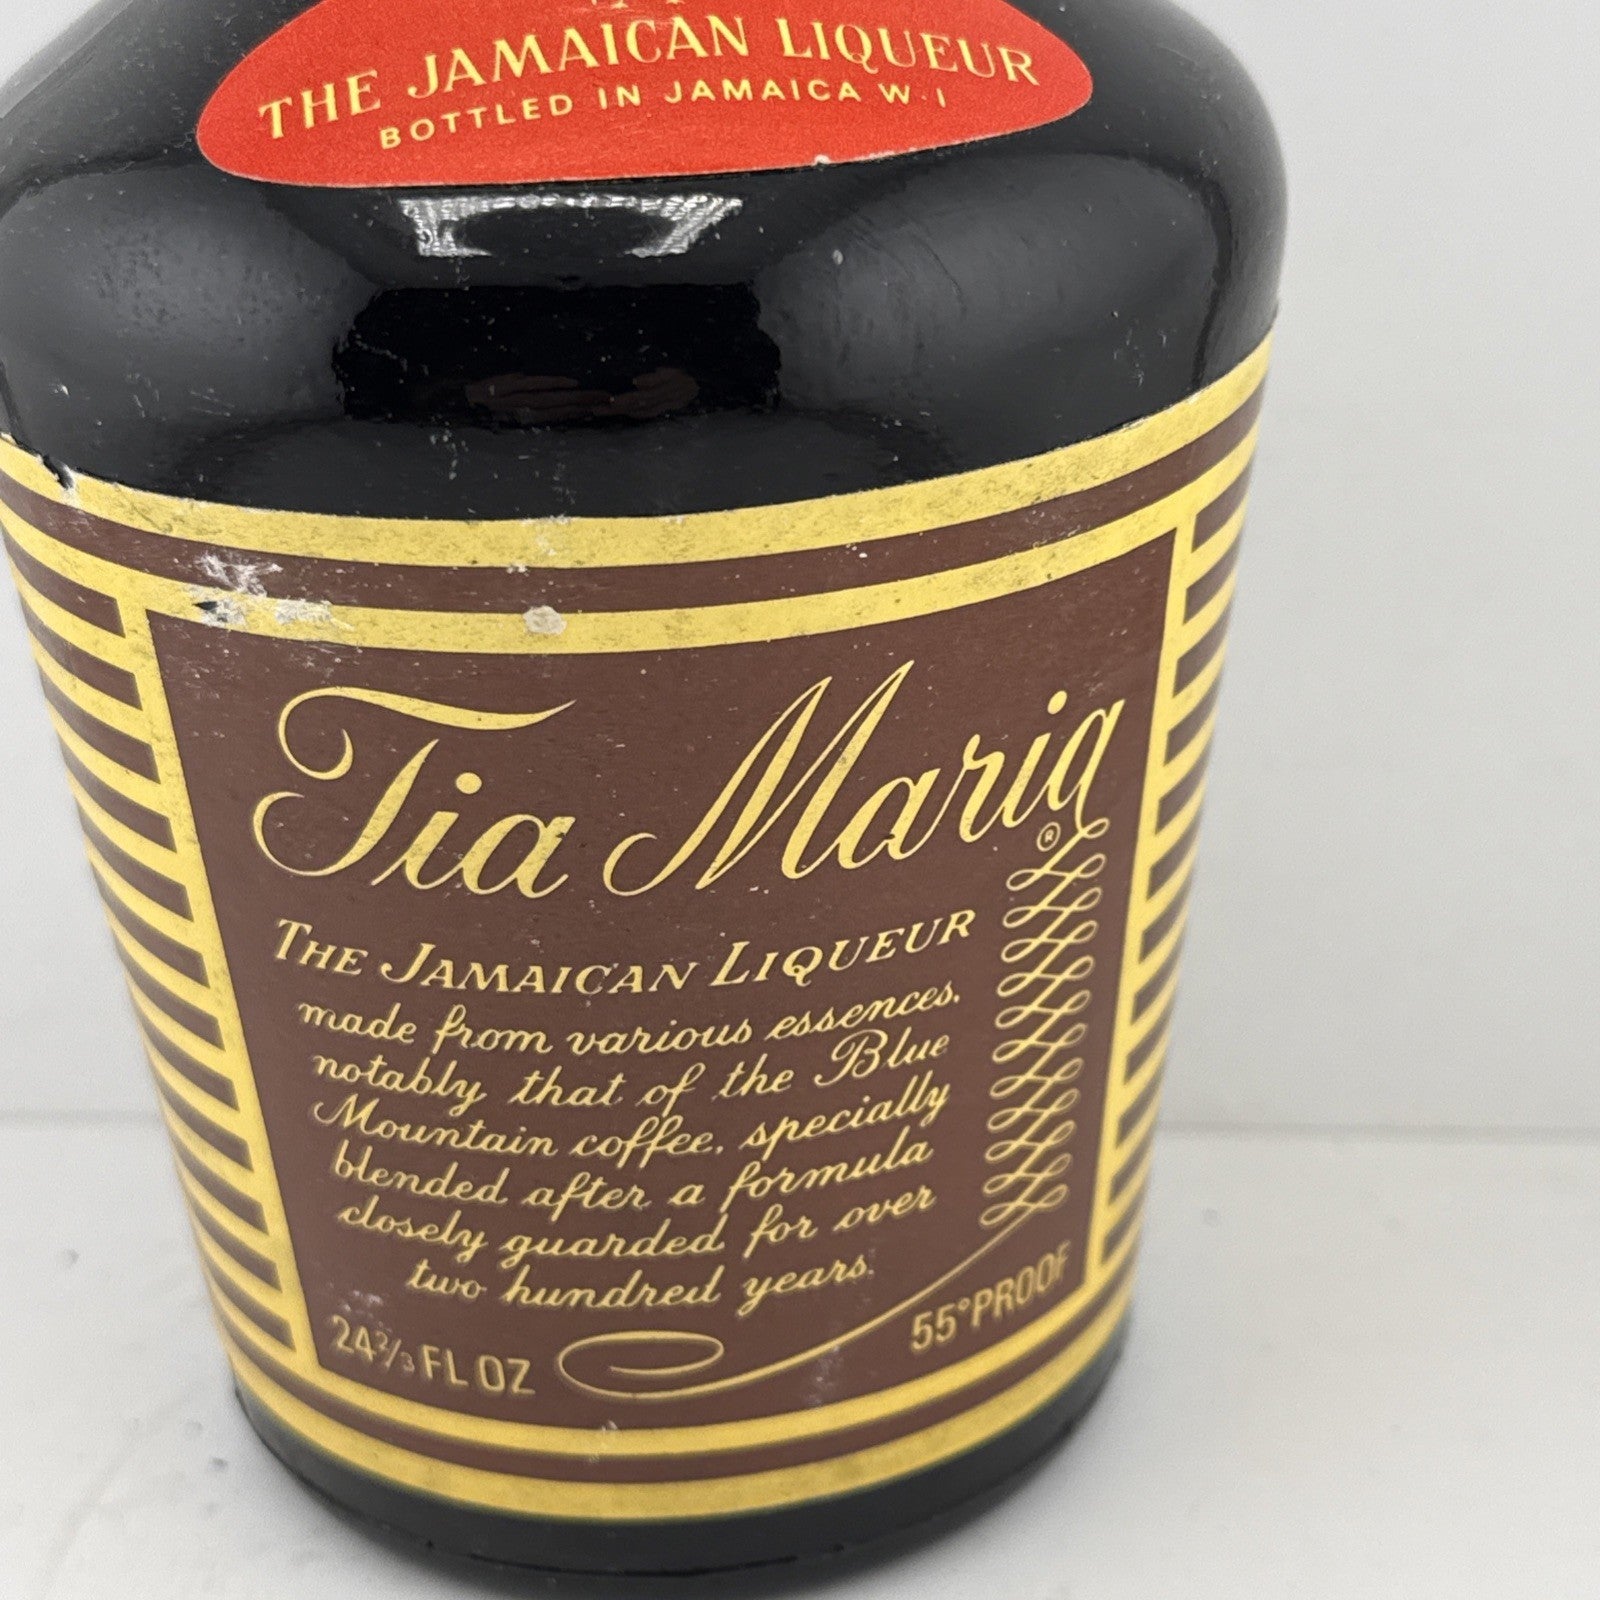 THE JAMAICAN LIQUEUR
BOTTLED IN JAMAICA W.I
Tia Maria
®
THE JAMAICAN LIQUEUR
made from various essences,
notably that of the Blue
Mountain coffee, specially
blended after a formula
closely guarded for over
two hundred years.
24 2/3 FL OZ
55° PROOF